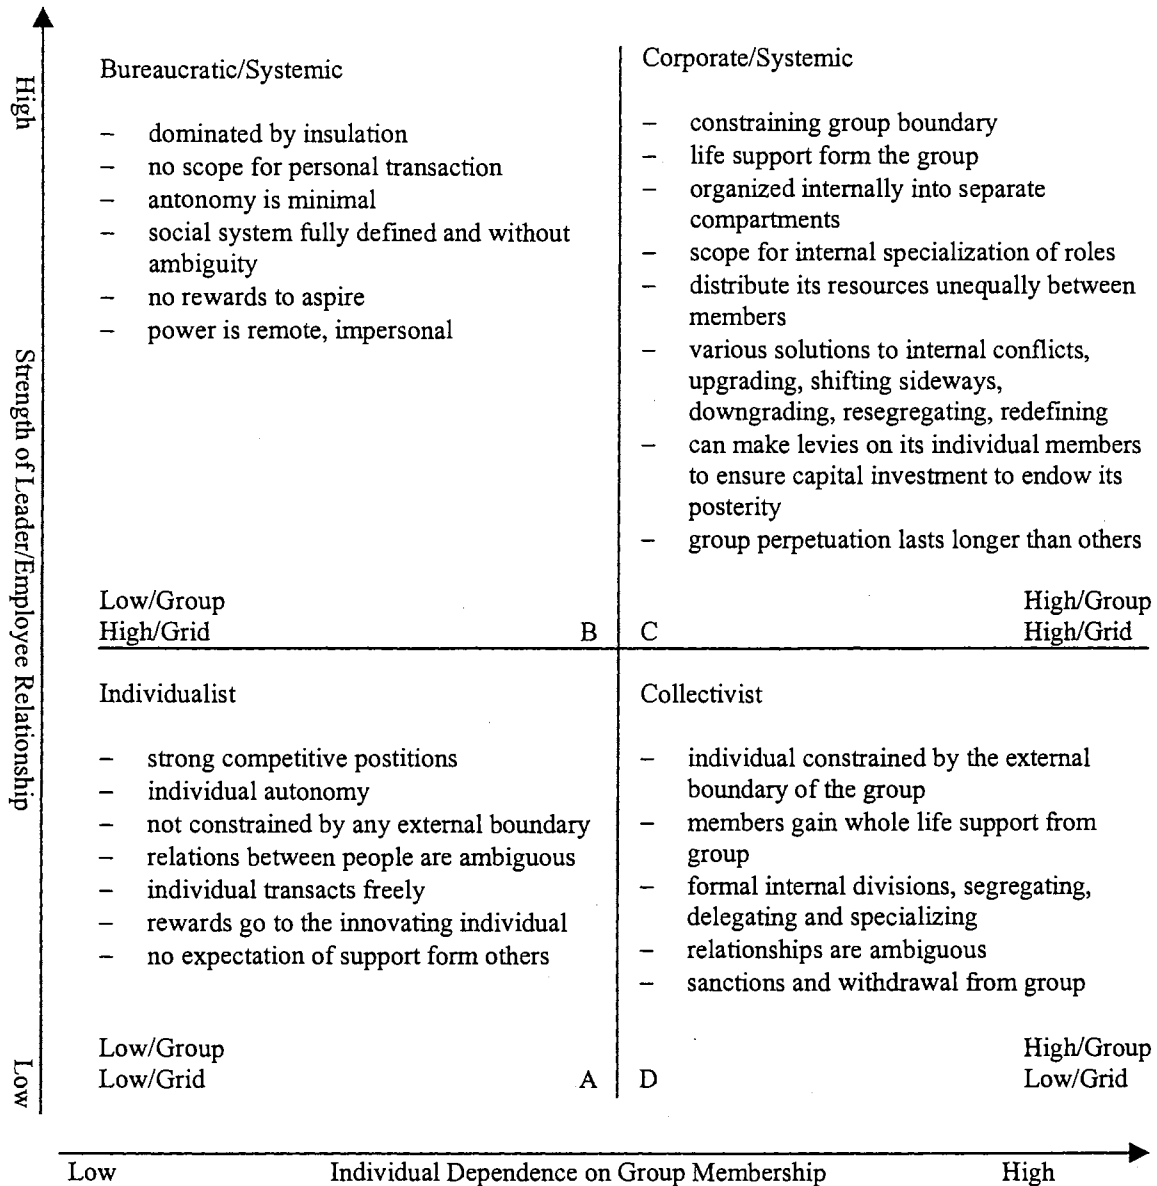 High
Strength of Leader/Employee Relationship
Low
Bureaucratic/Systemic
– dominated by insulation
– no scope for personal transaction
– antonomy is minimal
– social system fully defined and without
ambiguity
– no rewards to aspire
– power is remote, impersonal
Low/Group
High/Grid
B
Corporate/Systemic
– constraining group boundary
– life support form the group
– organized internally into separate
compartments
– scope for internal specialization of roles
– distribute its resources unequally between
members
– various solutions to internal conflicts,
upgrading, shifting sideways,
downgrading, resegregating, redefining
– can make levies on its individual members
to ensure capital investment to endow its
posterity
– group perpetuation lasts longer than others
High/Group
C High/Grid
Individualist
– strong competitive postitions
– individual autonomy
– not constrained by any external boundary
– relations between people are ambiguous
– individual transacts freely
– rewards go to the innovating individual
– no expectation of support form others
Low/Group
Low/Grid A
Collectivist
– individual constrained by the external
boundary of the group
– members gain whole life support from
group
– formal internal divisions, segregating,
delegating and specializing
– relationships are ambiguous
– sanctions and withdrawal from group
High/Group
D Low/Grid
Low Individual Dependence on Group Membership High